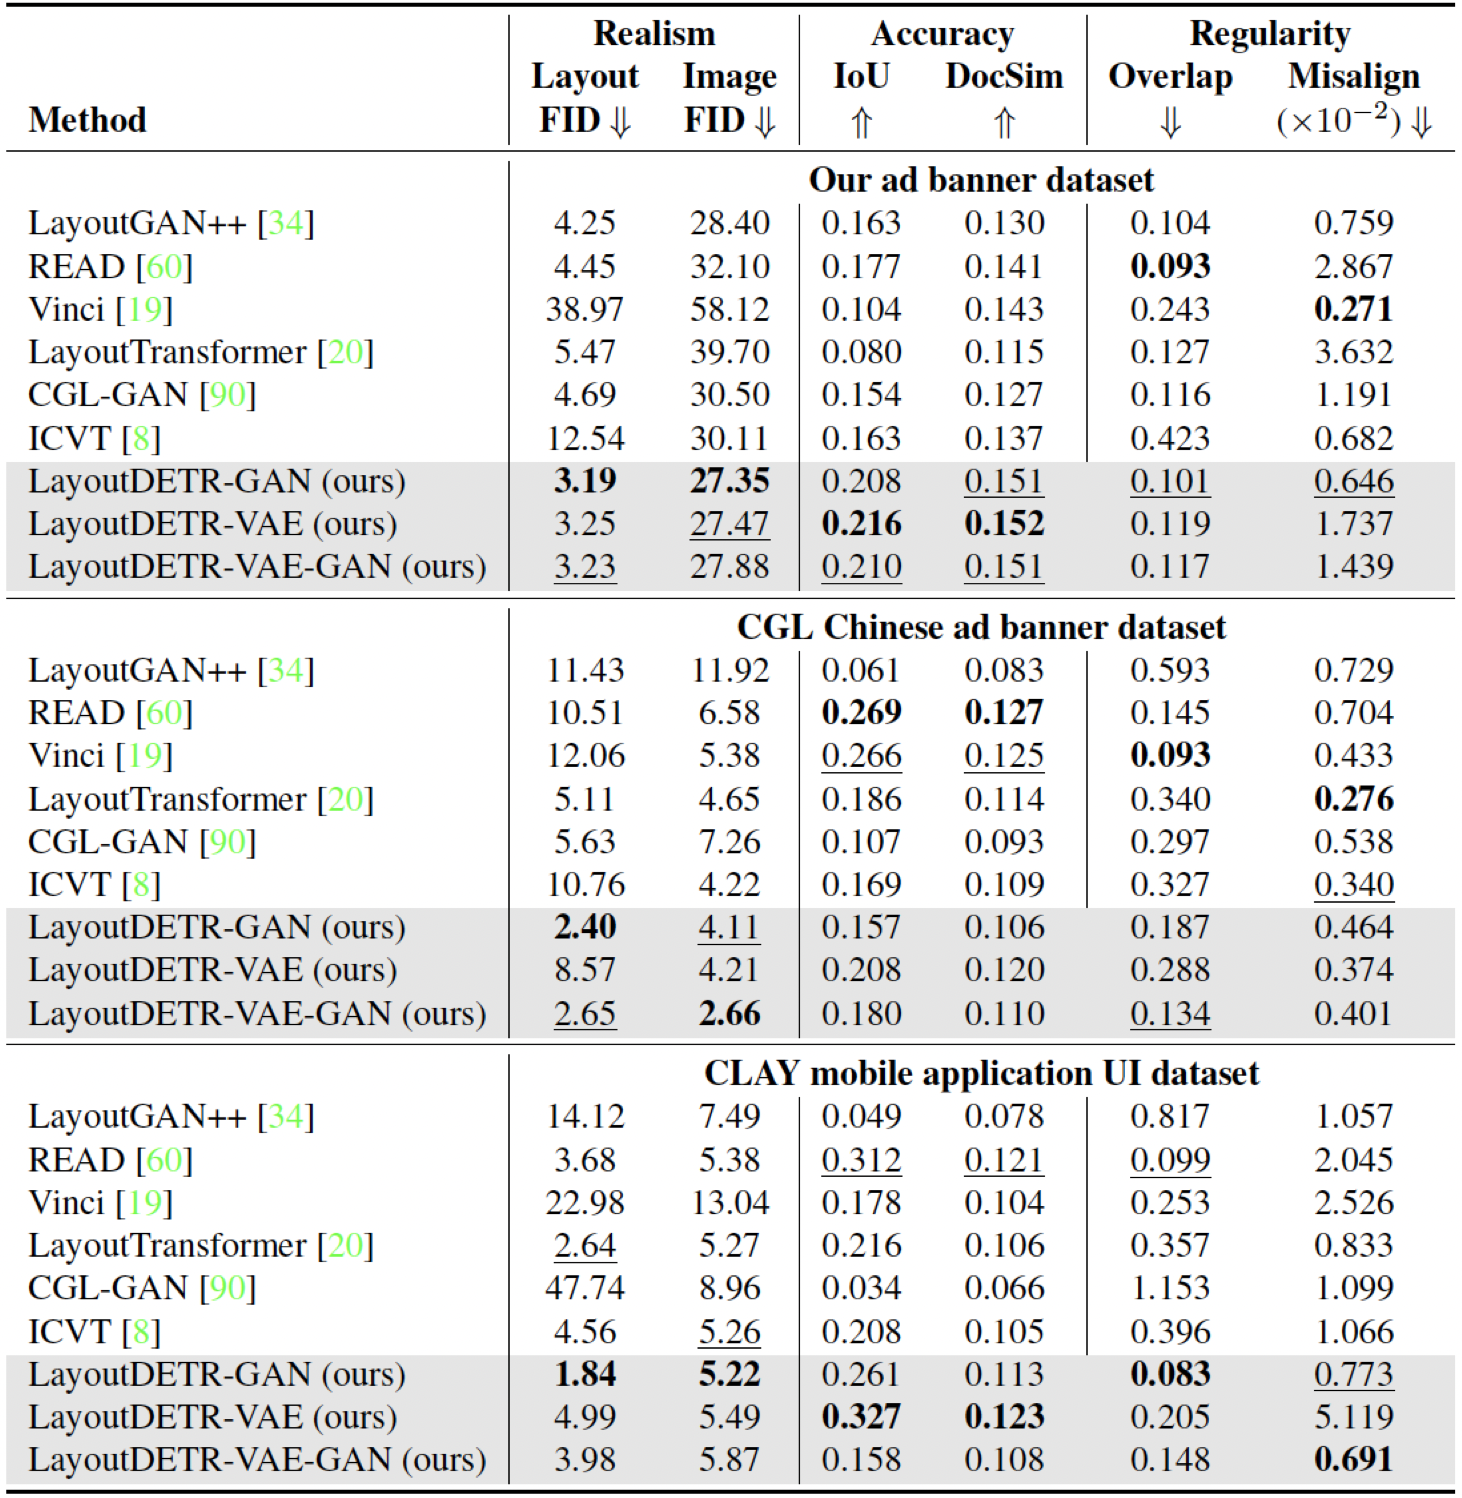 Realism Accuracy Regularity
Layout Image IoU DocSim Overlap Misalign
Method FID ⇓ FID ⇓ ⇑ ⇑ ⇓ (×10⁻²) ⇓
Our ad banner dataset
LayoutGAN++ [34] 4.25 28.40 0.163 0.130 0.104 0.759
READ [60] 4.45 32.10 0.177 0.141 0.093 2.867
Vinci [19] 38.97 58.12 0.104 0.143 0.243 0.271
LayoutTransformer [20] 5.47 39.70 0.080 0.115 0.127 3.632
CGL-GAN [90] 4.69 30.50 0.154 0.127 0.116 1.191
ICVT [8] 12.54 30.11 0.163 0.137 0.423 0.682
LayoutDETR-GAN (ours) 3.19 27.35 0.208 0.151 0.101 0.646
LayoutDETR-VAE (ours) 3.25 27.47 0.216 0.152 0.119 1.737
LayoutDETR-VAE-GAN (ours) 3.23 27.88 0.210 0.151 0.117 1.439
CGL Chinese ad banner dataset
LayoutGAN++ [34] 11.43 11.92 0.061 0.083 0.593 0.729
READ [60] 10.51 6.58 0.269 0.127 0.145 0.704
Vinci [19] 12.06 5.38 0.266 0.125 0.093 0.433
LayoutTransformer [20] 5.11 4.65 0.186 0.114 0.340 0.276
CGL-GAN [90] 5.63 7.26 0.107 0.093 0.297 0.538
ICVT [8] 10.76 4.22 0.169 0.109 0.327 0.340
LayoutDETR-GAN (ours) 2.40 4.11 0.157 0.106 0.187 0.464
LayoutDETR-VAE (ours) 8.57 4.21 0.208 0.120 0.288 0.374
LayoutDETR-VAE-GAN (ours) 2.65 2.66 0.180 0.110 0.134 0.401
CLAY mobile application UI dataset
LayoutGAN++ [34] 14.12 7.49 0.049 0.078 0.817 1.057
READ [60] 3.68 5.38 0.312 0.121 0.099 2.045
Vinci [19] 22.98 13.04 0.178 0.104 0.253 2.526
LayoutTransformer [20] 2.64 5.27 0.216 0.106 0.357 0.833
CGL-GAN [90] 47.74 8.96 0.034 0.066 1.153 1.099
ICVT [8] 4.56 5.26 0.208 0.105 0.396 1.066
LayoutDETR-GAN (ours) 1.84 5.22 0.261 0.113 0.083 0.773
LayoutDETR-VAE (ours) 4.99 5.49 0.327 0.123 0.205 5.119
LayoutDETR-VAE-GAN (ours) 3.98 5.87 0.158 0.108 0.148 0.691